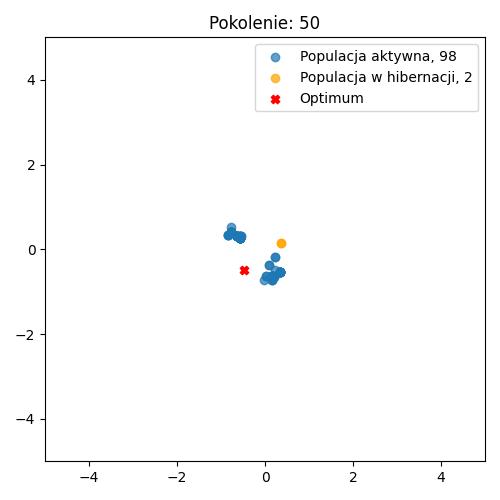 Pokolenie: 50
Populacja aktywna, 98
Populacja w hibernacji, 2
Optimum
4
2
0
−2
−4
−4 −2 0 2 4